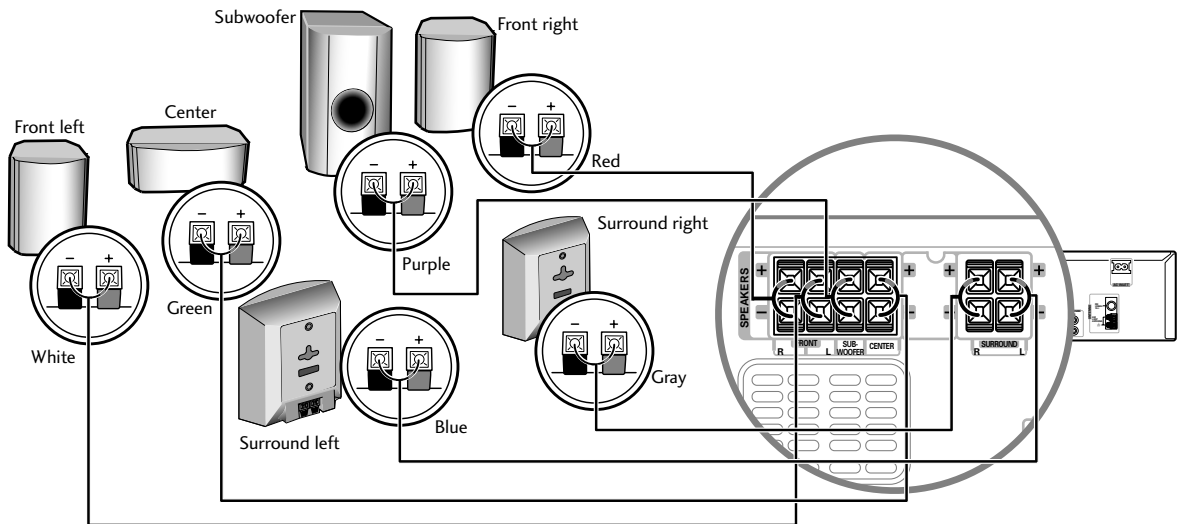 Subwoofer
Front right
Center
Front left
− +
Red
− +
Surround right
− +
Purple
− +
Green
− +
White
− +
Gray
− +
Blue
Surround left
SPEAKERS
+ + + +
− − − −
FRONT
R L
SUB-
WOOFER
CENTER
SURROUND
R L